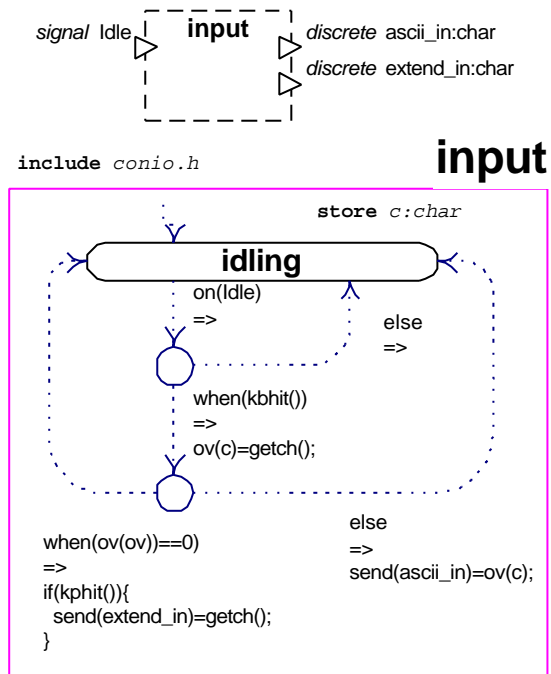 signal Idle
input
discrete ascii_in:char
discrete extend_in:char
include conio.h
input
store c:char
idling
on(Idle)
=>
else
=>
when(kbhit())
=>
ov(c)=getch();
when(ov(ov))==0)
=>
if(kphit()){
send(extend_in)=getch();
}
else
=>
send(ascii_in)=ov(c);